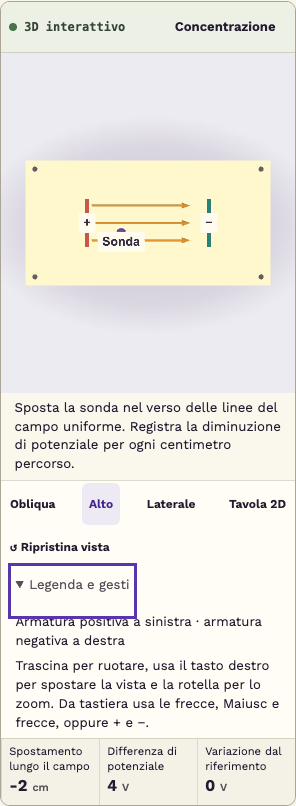 3D interattivo
Concentrazione
+
−
Sonda
Sposta la sonda nel verso delle linee del
campo uniforme. Registra la diminuzione
di potenziale per ogni centimetro
percorso.
Obliqua
Alto
Laterale
Tavola 2D
↺ Ripristina vista
▼ Legenda e gesti
Armatura positiva a sinistra · armatura
negativa a destra
Trascina per ruotare, usa il tasto destro
per spostare la vista e la rotella per lo
zoom. Da tastiera usa le frecce, Maiusc e
frecce, oppure + e −.
Spostamento
lungo il campo
-2 cm
Differenza di
potenziale
4 V
Variazione dal
riferimento
0 V